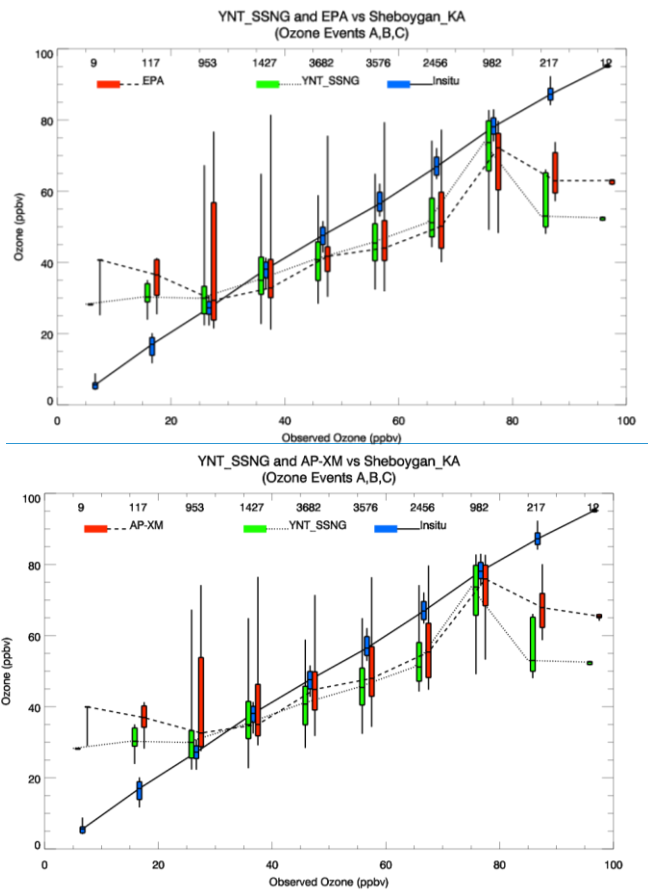 YNT_SSNG and EPA vs Sheboygan_KA
(Ozone Events A,B,C)
100
9 117 953 1427 3682 3576 2456 982 217 12
EPA YNT_SSNG Insitu
80
60
Ozone (ppbv)
40
20
0
0 20 40 60 80 100
Observed Ozone (ppbv)
YNT_SSNG and AP-XM vs Sheboygan_KA
(Ozone Events A,B,C)
100
9 117 953 1427 3682 3576 2456 982 217 12
AP-XM YNT_SSNG Insitu
80
60
Ozone (ppbv)
40
20
0
0 20 40 60 80 100
Observed Ozone (ppbv)